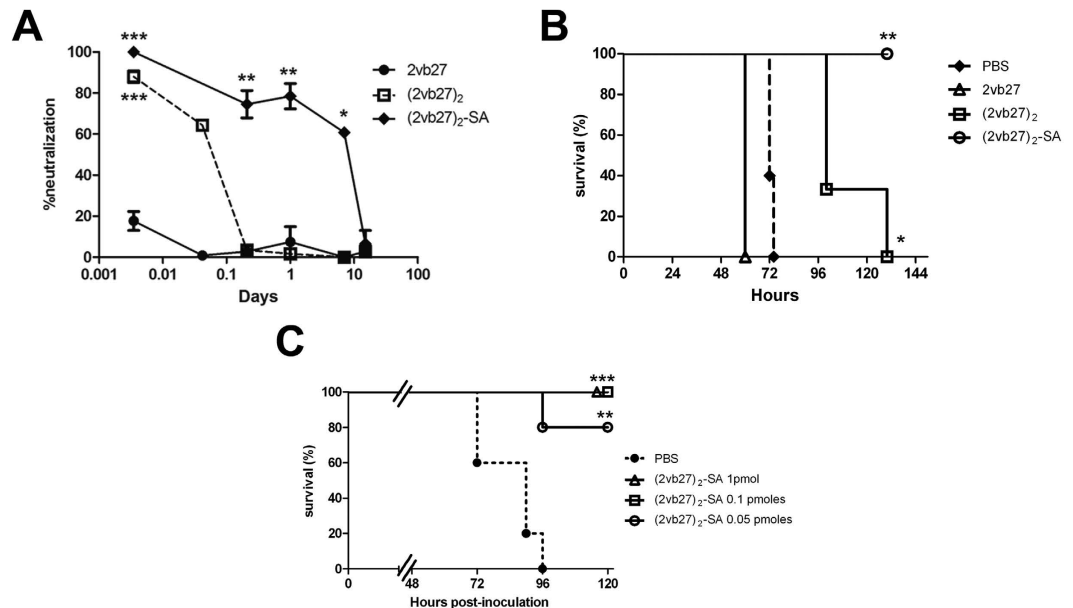 A
***
***
**
**
*
100
80
60
40
20
0
%neutralization
0.001 0.01 0.1 1 10 100
Days
2vb27
(2vb27)2
(2vb27)2-SA
B
**
*
100
80
60
40
20
0
survival (%)
0 24 48 72 96 120 144
Hours
PBS
2vb27
(2vb27)2
(2vb27)2-SA
C
***
**
100
80
60
40
20
0
survival (%)
0 48 72 96 120
Hours post-inoculation
PBS
(2vb27)2-SA 1pmol
(2vb27)2-SA 0.1 pmoles
(2vb27)2-SA 0.05 pmoles